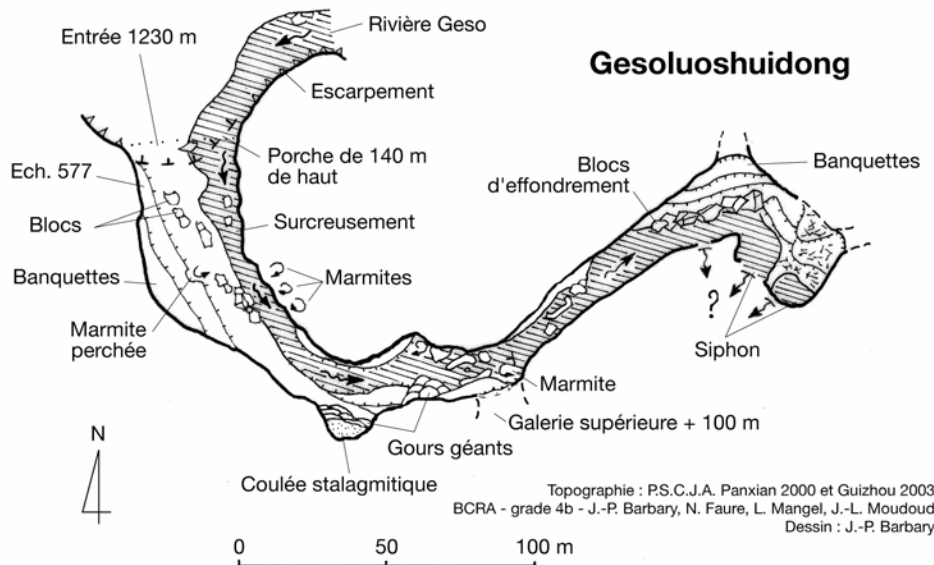 Rivière Geso
Entrée 1230 m
Gesoluoshuidong
Escarpement
Porche de 140 m
de haut
Ech. 577
Blocs
d'effondrement
Banquettes
Blocs
Surcreusement
Banquettes
Marmites
?
Marmite
perchée
Siphon
Marmite
Galerie supérieure + 100 m
N
Gours géants
Coulée stalagmitique
Topographie : P.S.C.J.A. Panxian 2000 et Guizhou 2003
BCRA - grade 4b - J.-P. Barbary, N. Faure, L. Mangel, J.-L. Moudoud
Dessin : J.-P. Barbary
0 50 100 m